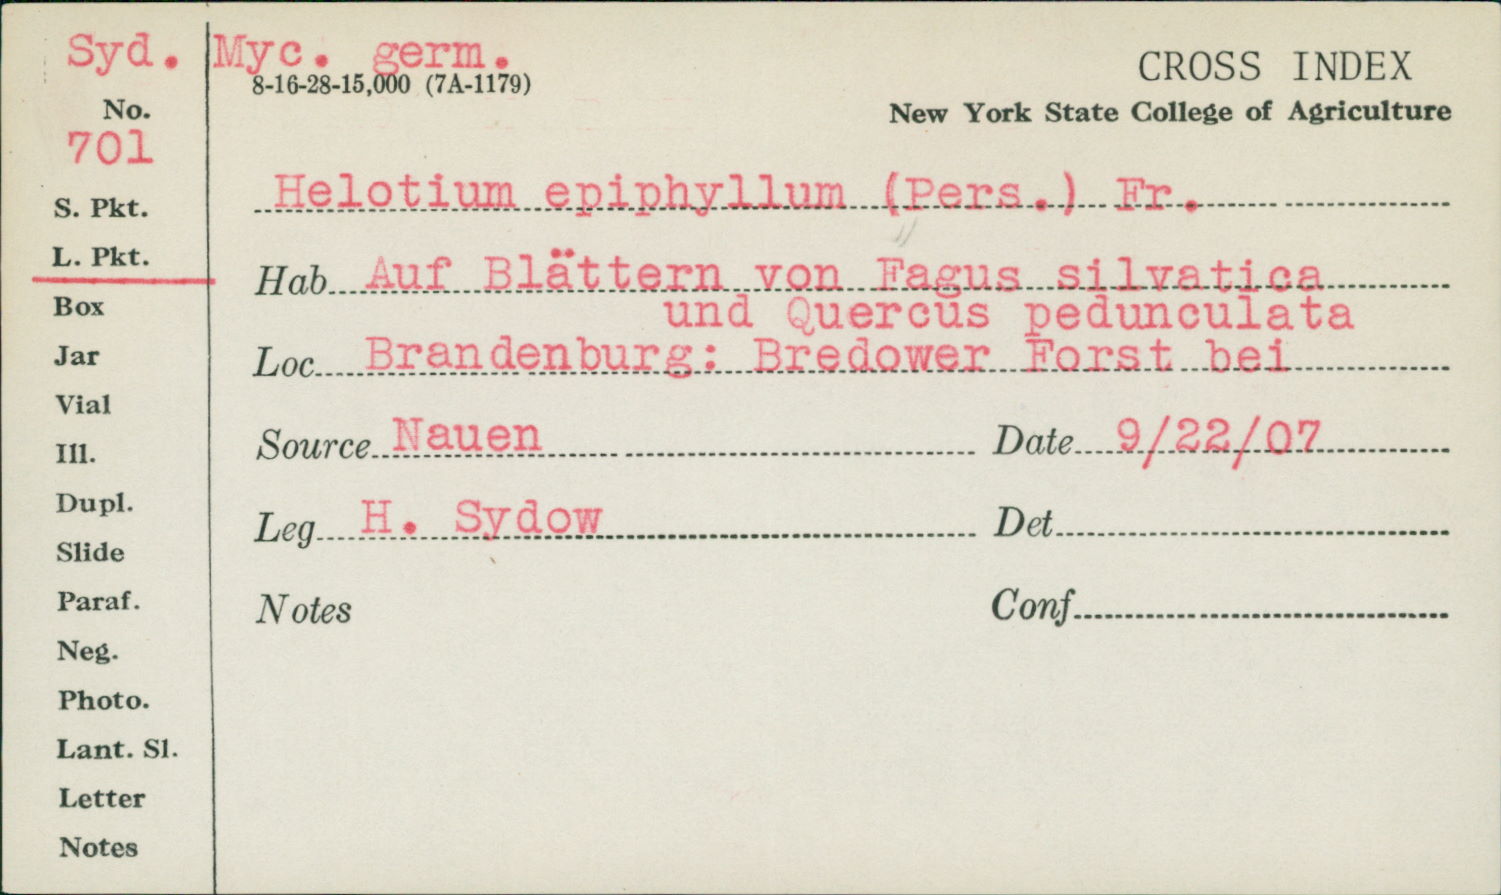 Syd. Myc. germ.
8-16-28-15,000 (7A-1179)
CROSS INDEX
New York State College of Agriculture
No.
701
S. Pkt.
L. Pkt.
Box
Jar
Vial
Ill.
Dupl.
Slide
Paraf.
Neg.
Photo.
Lant. Sl.
Letter
Notes
Helotium epiphyllum (Pers.) Fr.
Hab Auf Blättern von Fagus silvatica
und Quercus pedunculata
Loc Brandenburg: Bredower Forst bei
Source Nauen Date 9/22/07
Leg H. Sydow Det
Notes Conf